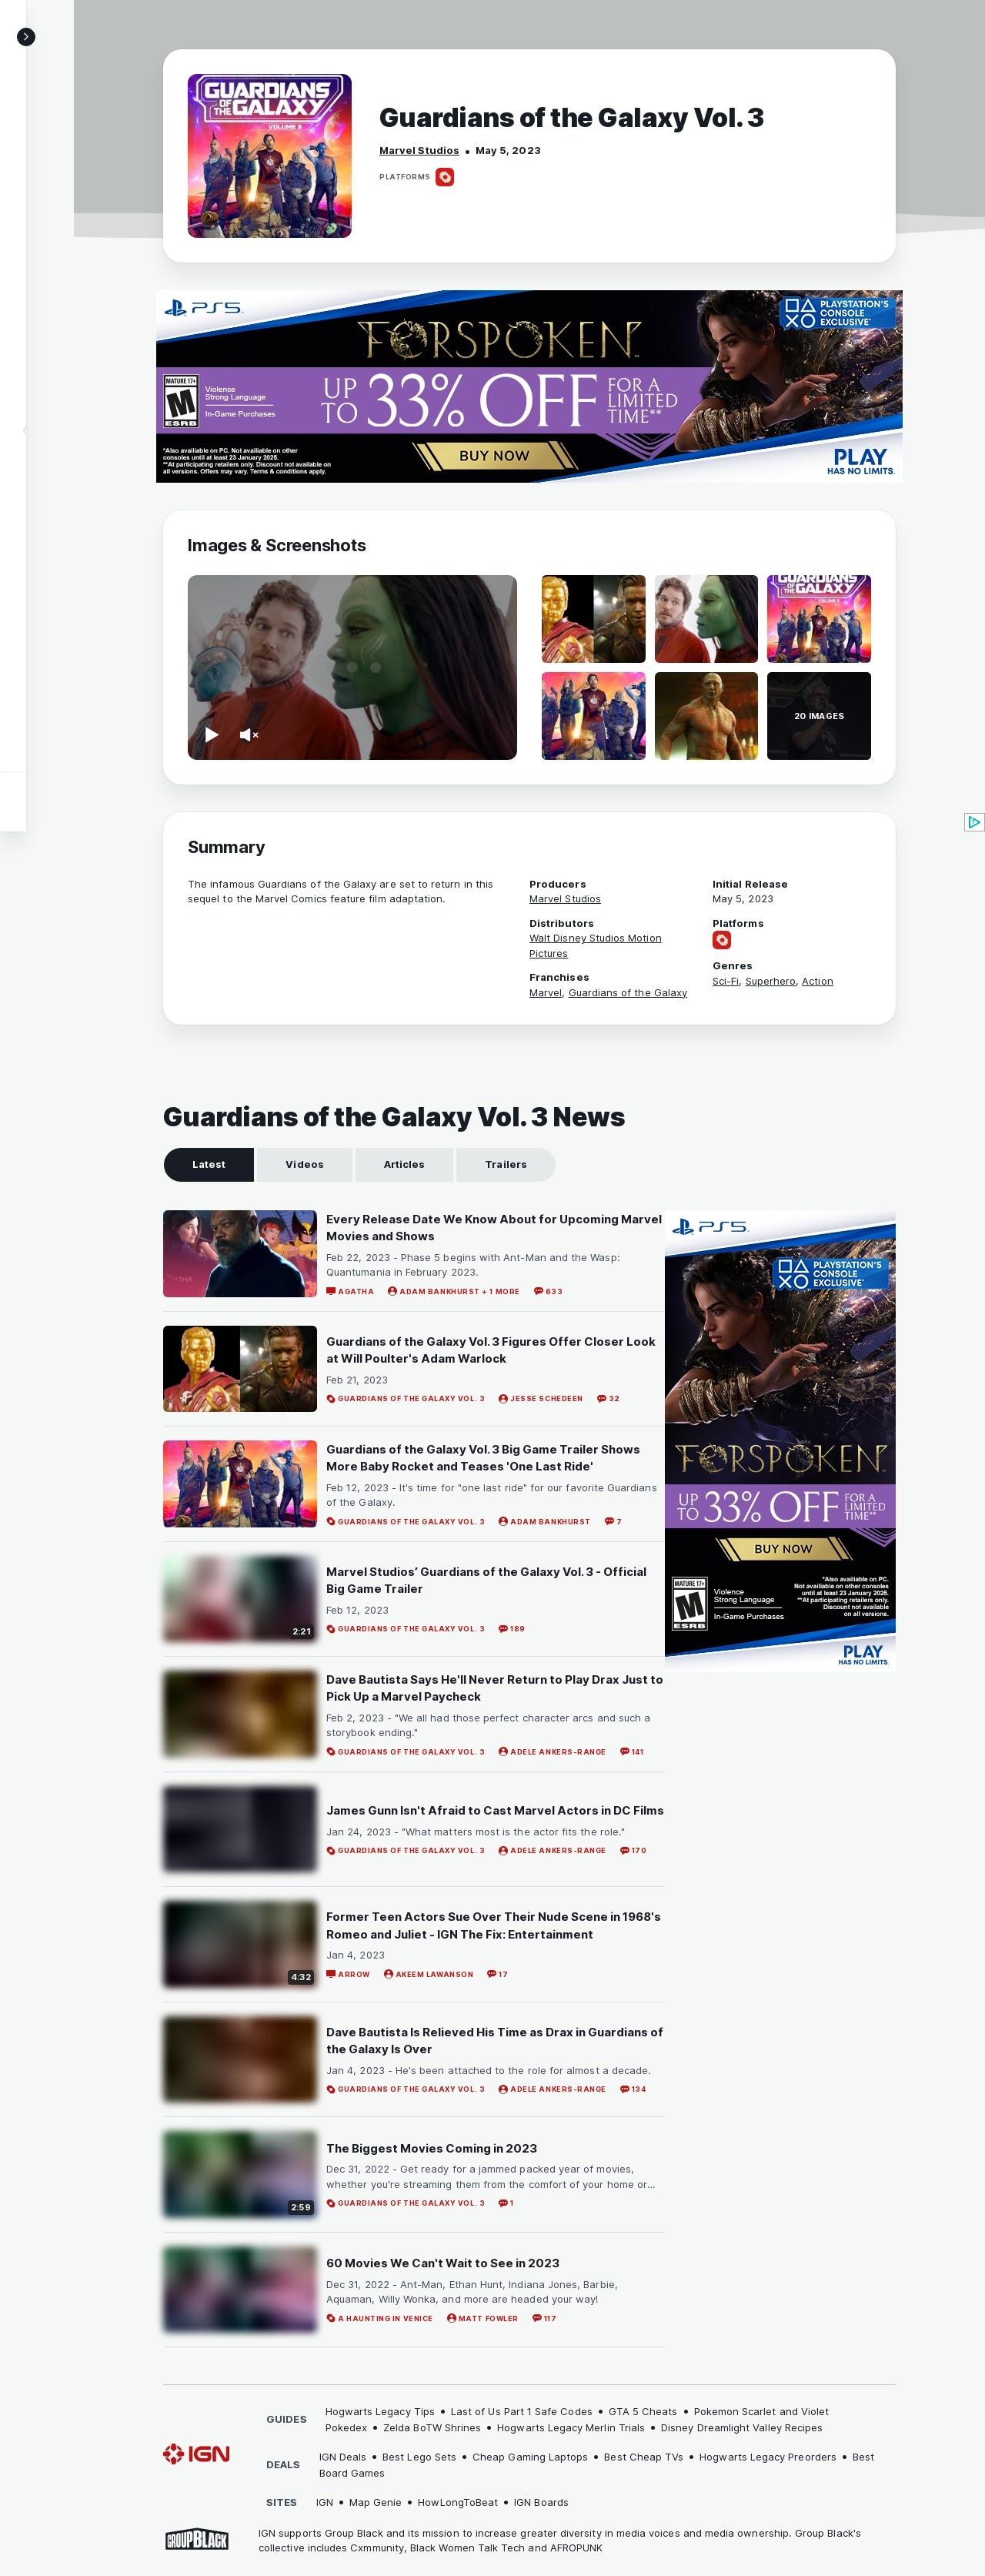 GUARDIANS
OF THE
GALAXY
VOLUME 3
Guardians of the Galaxy Vol. 3
Marvel Studios • May 5, 2023
PLATFORMS
PS5
FORSPOKEN
PLAYSTATION®5
CONSOLE
EXCLUSIVE*
MATURE 17+
M
ESRB
Violence
Strong Language
In-Game Purchases
UP TO 33% OFF FOR A LIMITED TIME**
BUY NOW
*Also available on PC. Not available on other
consoles until at least 23 January 2025.
**At participating retailers only. Discount not available on
all versions. Offers may vary. Terms & conditions apply.
PLAY
HAS NO LIMITS.
Images & Screenshots
GUARDIANS
OF THE
GALAXY
VOLUME 3
20 IMAGES
Summary
The infamous Guardians of the Galaxy are set to return in this
sequel to the Marvel Comics feature film adaptation.
Producers
Marvel Studios
Distributors
Walt Disney Studios Motion
Pictures
Franchises
Marvel, Guardians of the Galaxy
Initial Release
May 5, 2023
Platforms
Genres
Sci-Fi, Superhero, Action
Guardians of the Galaxy Vol. 3 News
Latest Videos Articles Trailers
Every Release Date We Know About for Upcoming Marvel
Movies and Shows
Feb 22, 2023 - Phase 5 begins with Ant-Man and the Wasp:
Quantumania in February 2023.
AGATHA ADAM BANKHURST + 1 MORE 633
Guardians of the Galaxy Vol. 3 Figures Offer Closer Look
at Will Poulter's Adam Warlock
Feb 21, 2023
GUARDIANS OF THE GALAXY VOL. 3 JESSE SCHEDEEN 32
Guardians of the Galaxy Vol. 3 Big Game Trailer Shows
More Baby Rocket and Teases 'One Last Ride'
Feb 12, 2023 - It's time for "one last ride" for our favorite Guardians
of the Galaxy.
GUARDIANS OF THE GALAXY VOL. 3 ADAM BANKHURST 7
2:21
Marvel Studios’ Guardians of the Galaxy Vol. 3 - Official
Big Game Trailer
Feb 12, 2023
GUARDIANS OF THE GALAXY VOL. 3 189
Dave Bautista Says He'll Never Return to Play Drax Just to
Pick Up a Marvel Paycheck
Feb 2, 2023 - "We all had those perfect character arcs and such a
storybook ending."
GUARDIANS OF THE GALAXY VOL. 3 ADELE ANKERS-RANGE 141
James Gunn Isn't Afraid to Cast Marvel Actors in DC Films
Jan 24, 2023 - "What matters most is the actor fits the role."
GUARDIANS OF THE GALAXY VOL. 3 ADELE ANKERS-RANGE 170
4:32
Former Teen Actors Sue Over Their Nude Scene in 1968's
Romeo and Juliet - IGN The Fix: Entertainment
Jan 4, 2023
ARROW AKEEM LAWANSON 17
Dave Bautista Is Relieved His Time as Drax in Guardians of
the Galaxy Is Over
Jan 4, 2023 - He's been attached to the role for almost a decade.
GUARDIANS OF THE GALAXY VOL. 3 ADELE ANKERS-RANGE 134
2:59
The Biggest Movies Coming in 2023
Dec 31, 2022 - Get ready for a jammed packed year of movies,
whether you're streaming them from the comfort of your home or...
GUARDIANS OF THE GALAXY VOL. 3 1
60 Movies We Can't Wait to See in 2023
Dec 31, 2022 - Ant-Man, Ethan Hunt, Indiana Jones, Barbie,
Aquaman, Willy Wonka, and more are headed your way!
A HAUNTING IN VENICE MATT FOWLER 117
PS5
PLAYSTATION®5
CONSOLE
EXCLUSIVE*
FORSPOKEN
UP TO 33% OFF FOR A LIMITED TIME**
BUY NOW
MATURE 17+
M
ESRB
Violence
Strong Language
In-Game Purchases
*Also available on PC.
Not available on other consoles
until at least 23 January 2025.
**At participating retailers only.
Discount not available
on all versions.
PLAY
HAS NO LIMITS.
IGN
GUIDES
Hogwarts Legacy Tips • Last of Us Part 1 Safe Codes • GTA 5 Cheats • Pokemon Scarlet and Violet
Pokedex • Zelda BoTW Shrines • Hogwarts Legacy Merlin Trials • Disney Dreamlight Valley Recipes
DEALS
IGN Deals • Best Lego Sets • Cheap Gaming Laptops • Best Cheap TVs • Hogwarts Legacy Preorders • Best
Board Games
SITES
IGN • Map Genie • HowLongToBeat • IGN Boards
GROUP BLACK
IGN supports Group Black and its mission to increase greater diversity in media voices and media ownership. Group Black's
collective includes Cxmmunity, Black Women Talk Tech and AFROPUNK